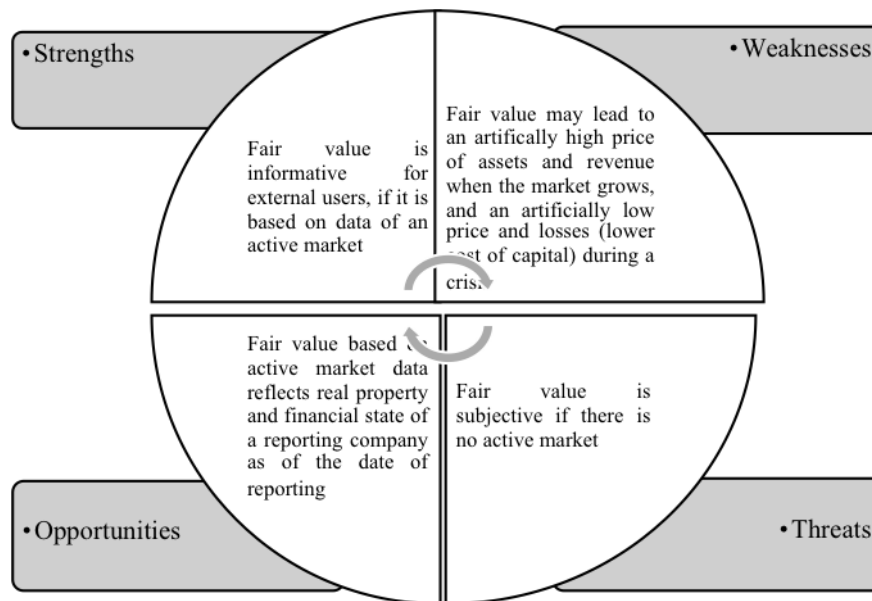 • Strengths
Fair value is
informative for
external users, if it is
based on data of an
active market
• Weaknesses
Fair value may lead to
an artifically high price
of assets and revenue
when the market grows,
and an artificially low
price and losses (lower
of capital) during a
Fair value based
active market data
reflects real property
and financial state of
a reporting company
as of the date of
reporting
Fair value is
subjective if there is
no active market
• Opportunities
• Threats